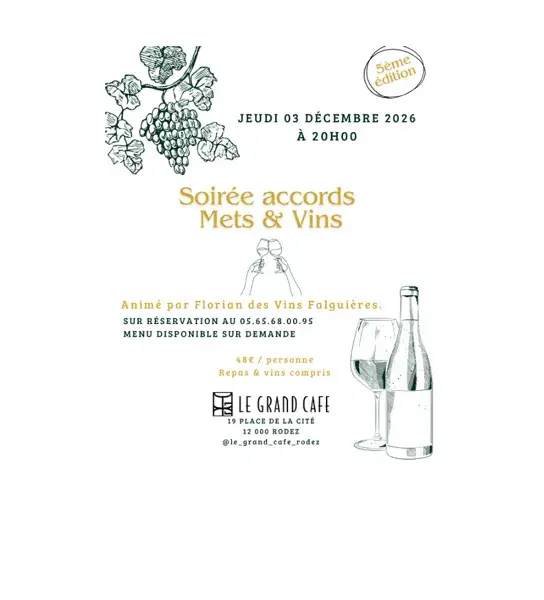 5ème
édition
JEUDI 03 DÉCEMBRE 2026
À 20H00
Soirée accords
Mets & Vins
Animé par Florian des Vins Falguières.
SUR RÉSERVATION AU 05.65.68.00.95
MENU DISPONIBLE SUR DEMANDE
48€ / personne
Repas & vins compris
LE GRAND CAFE
19 PLACE DE LA CITÉ
12 000 RODEZ
@le_grand_cafe_rodez